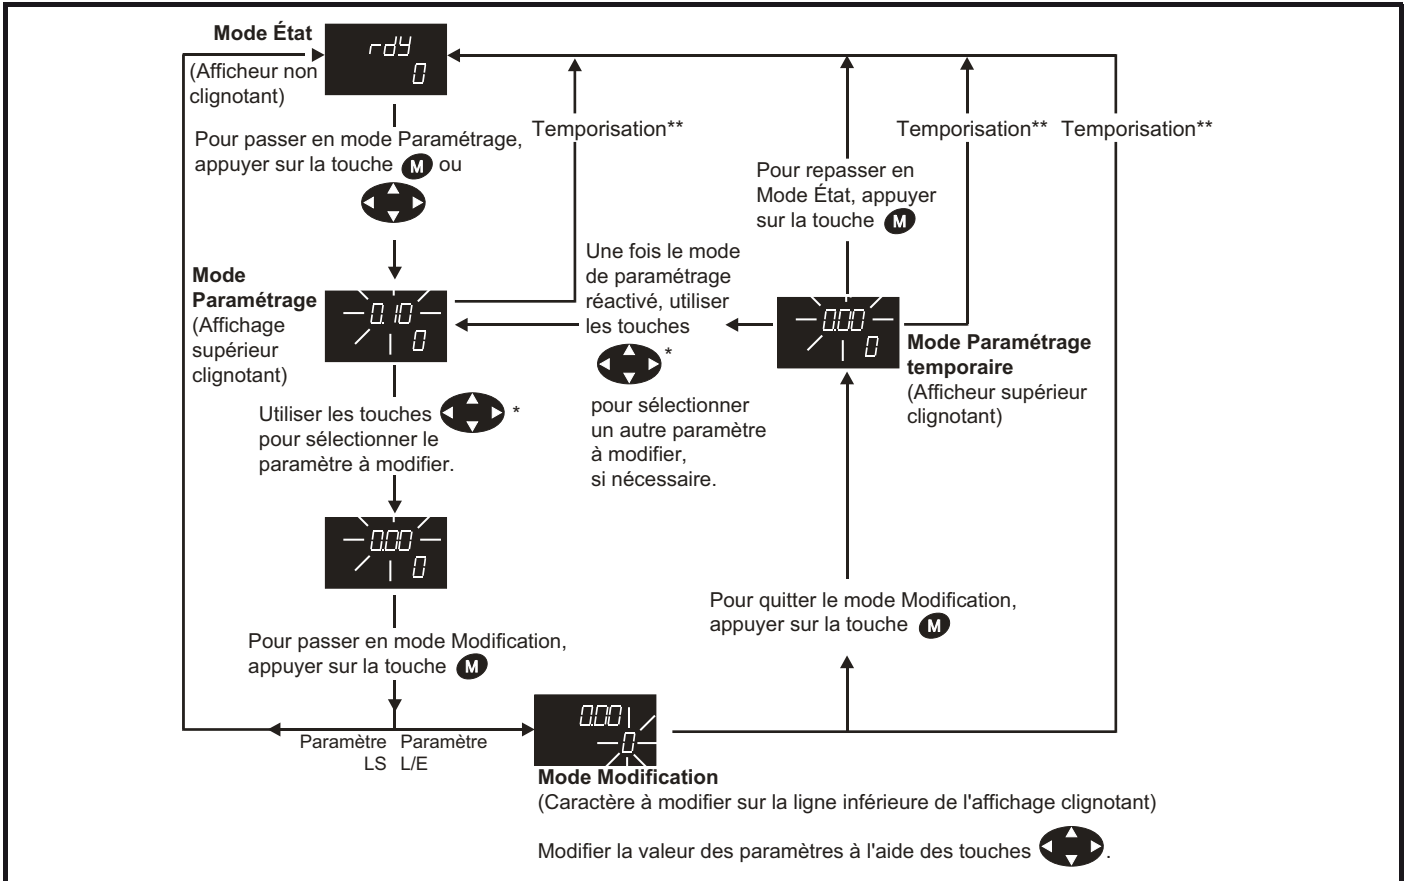 Mode État
(Afficheur non
clignotant)
rdY
0
Pour passer en mode Paramétrage,
appuyer sur la touche M ou
Temporisation**
Temporisation**
Temporisation**
Pour repasser en
Mode État, appuyer
sur la touche M
Mode
Paramétrage
(Affichage
supérieur
clignotant)
0.10
0
Une fois le mode
de paramétrage
réactivé, utiliser
les touches
*
pour sélectionner
un autre paramètre
à modifier,
si nécessaire.
0.00
0
Mode Paramétrage
temporaire
(Afficheur supérieur
clignotant)
Utiliser les touches *
pour sélectionner le
paramètre à modifier.
0.00
0
Pour passer en mode Modification,
appuyer sur la touche M
Pour quitter le mode Modification,
appuyer sur la touche M
Paramètre
LS
Paramètre
L/E
0.00
0
Mode Modification
(Caractère à modifier sur la ligne inférieure de l'affichage clignotant)
Modifier la valeur des paramètres à l'aide des touches .